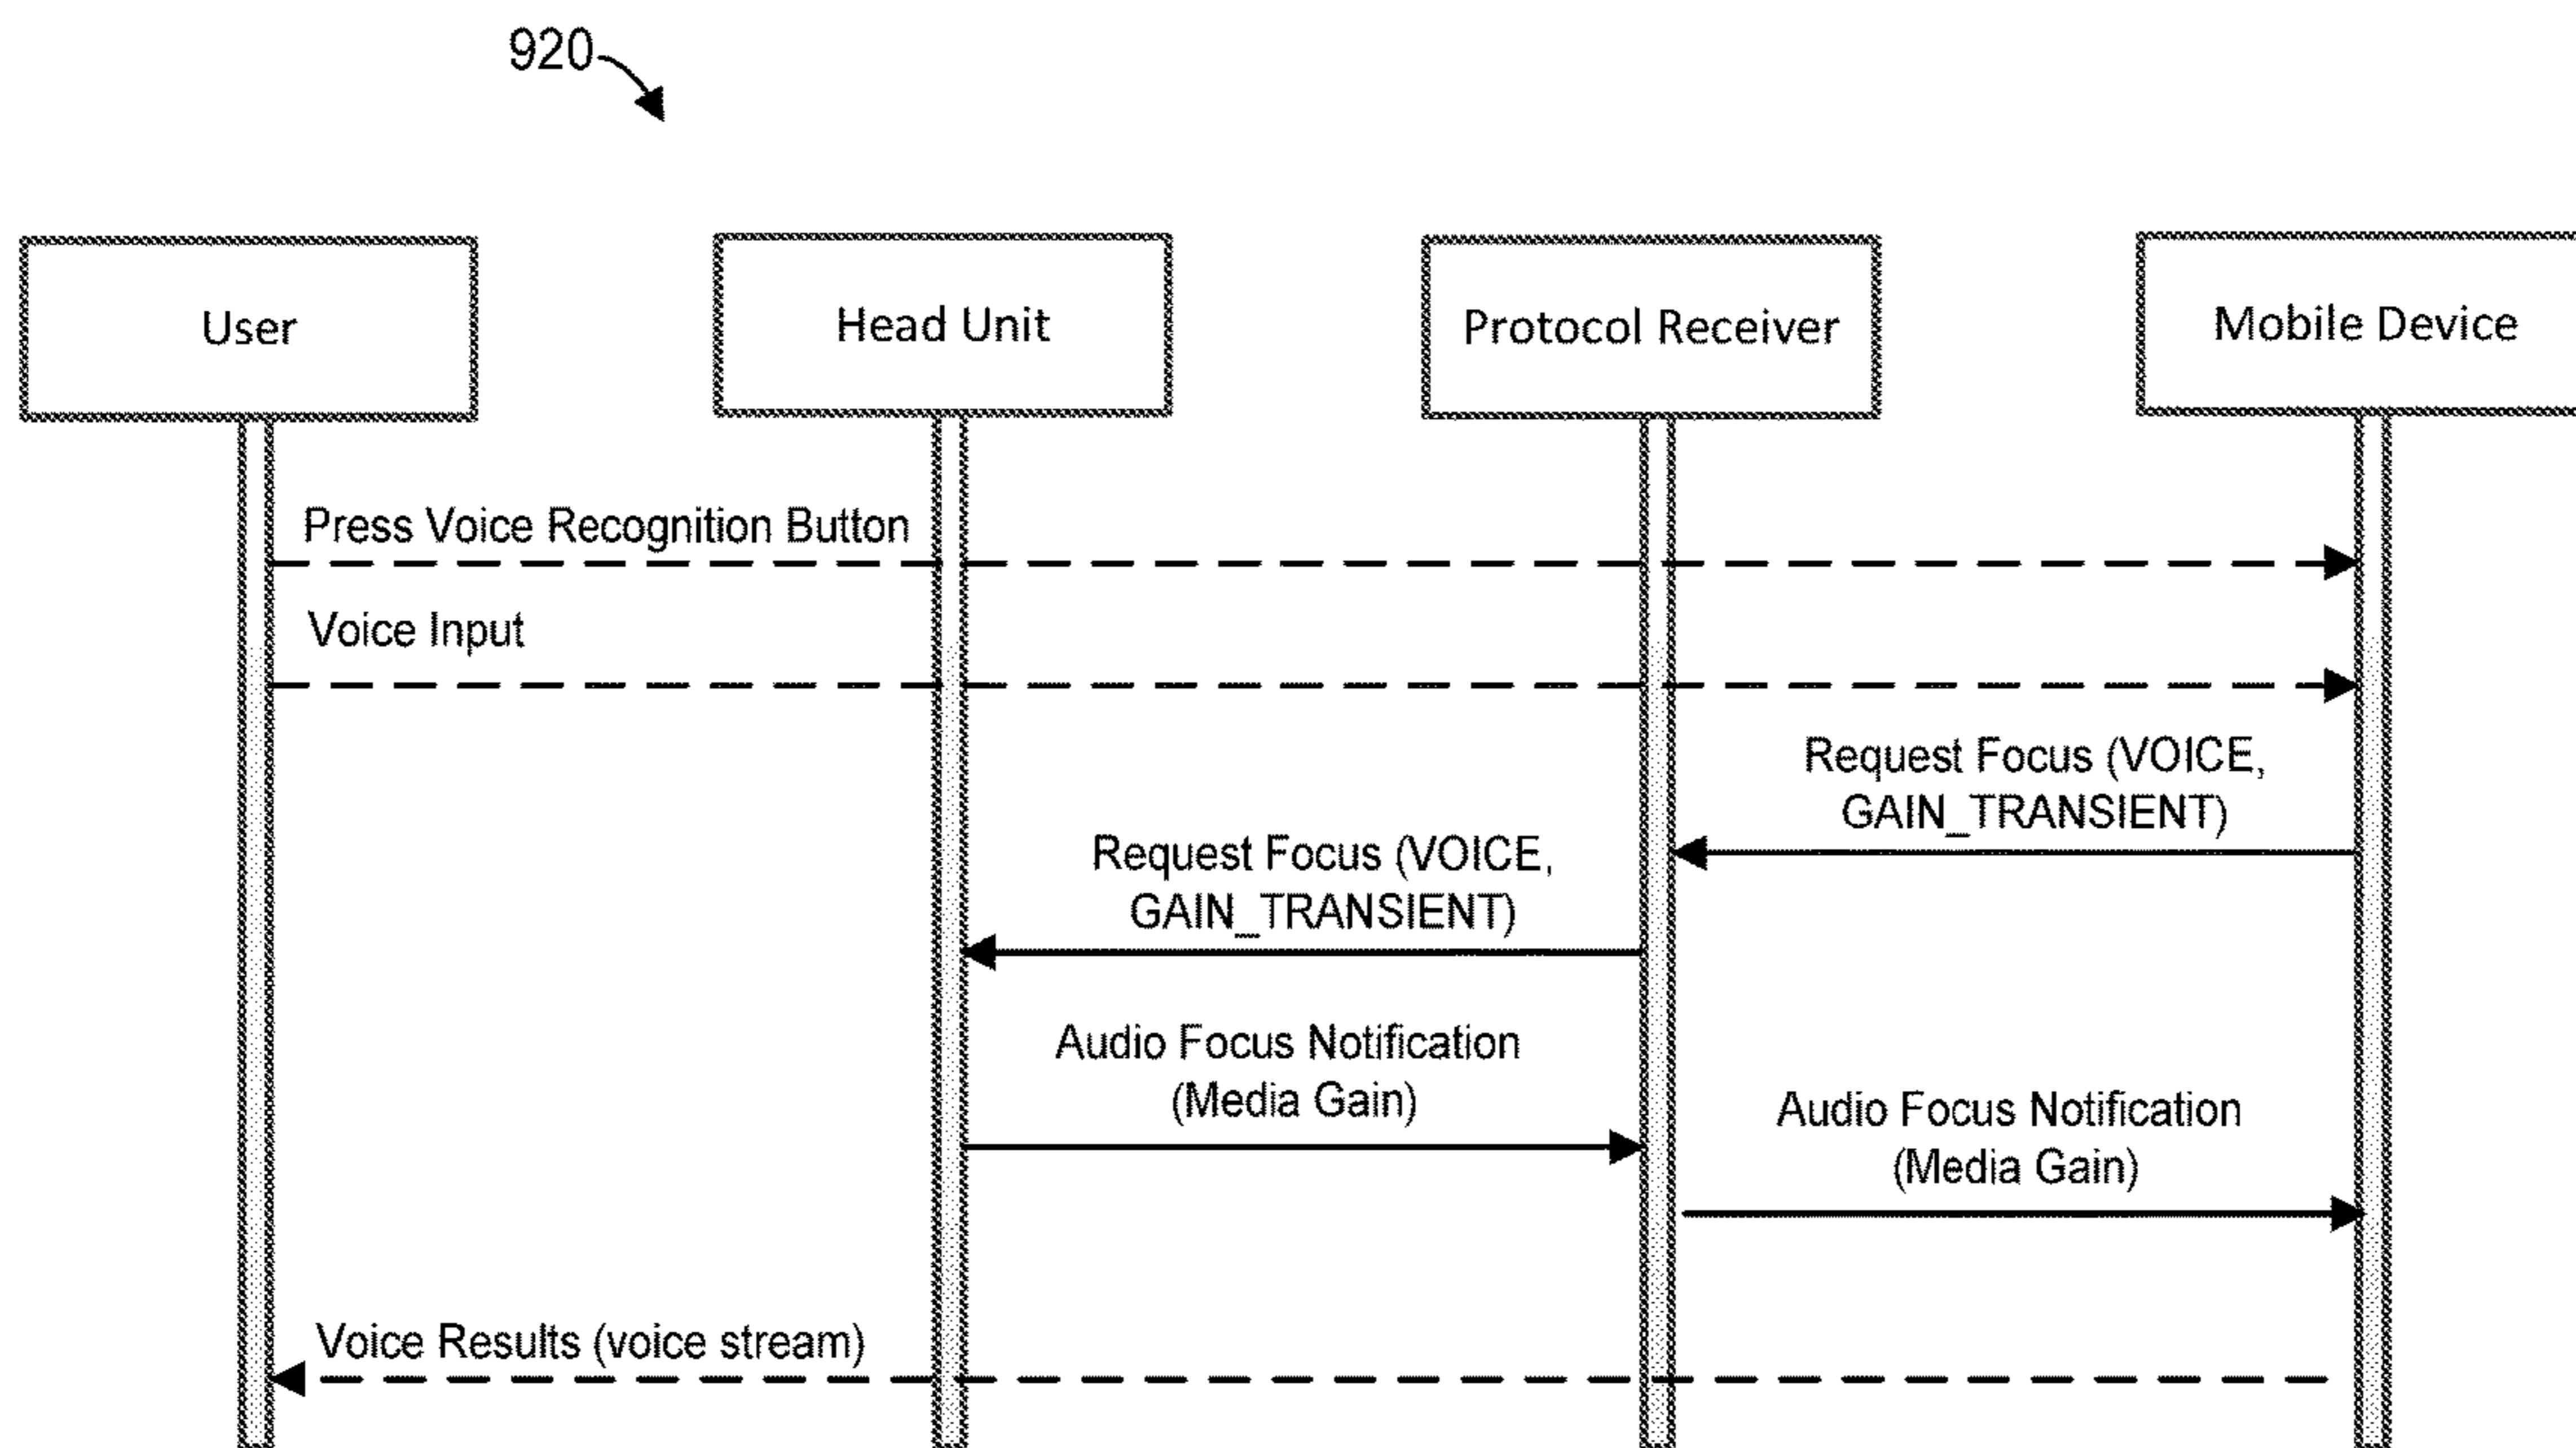 920
User
Head Unit
Protocol Receiver
Mobile Device
Press Voice Recognition Button
Voice Input
Request Focus (VOICE,
GAIN_TRANSIENT)
Request Focus (VOICE,
GAIN_TRANSIENT)
Audio Focus Notification
(Media Gain)
Audio Focus Notification
(Media Gain)
Voice Results (voice stream)